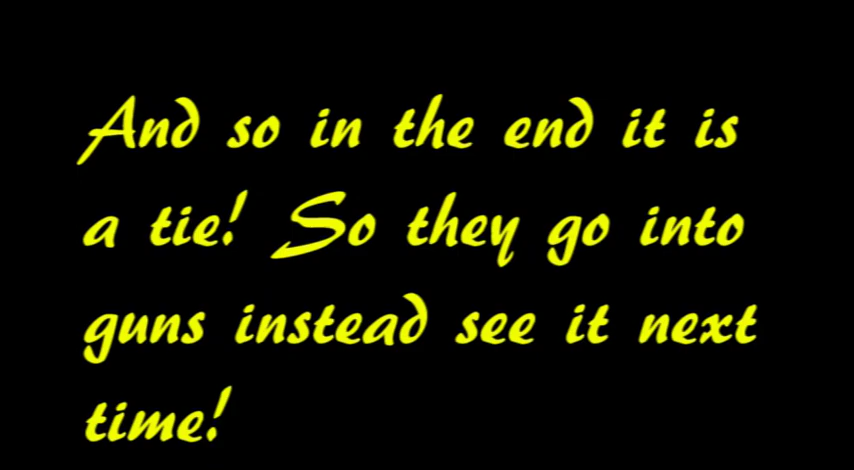 And so in the end it is
a tie! So they go into
guns instead see it next
time!